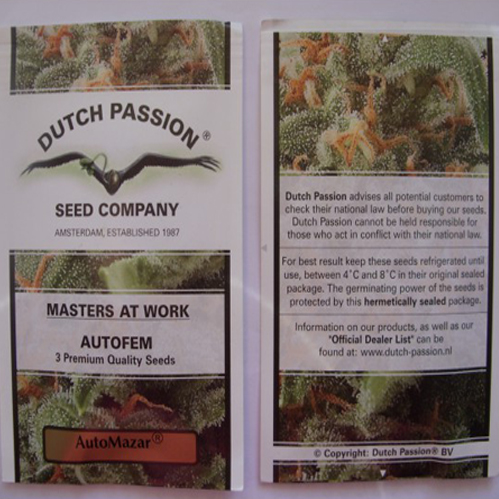 DUTCH PASSION®
SEED COMPANY
AMSTERDAM, ESTABLISHED 1987
MASTERS AT WORK
AUTOFEM
3 Premium Quality Seeds
AutoMazar®
Dutch Passion advises all potential customers to
check their national law before buying our seeds.
Dutch Passion cannot be held responsible for
those who act in conflict with their national law.
For best result keep these seeds refrigerated until
use, between 4˚C and 8˚C in their original sealed
package. The germinating power of the seeds is
protected by this hermetically sealed package.
Information on our products, as well as our
"Official Dealer List" can be
found at: www.dutch-passion.nl
© Copyright: Dutch Passion® BV